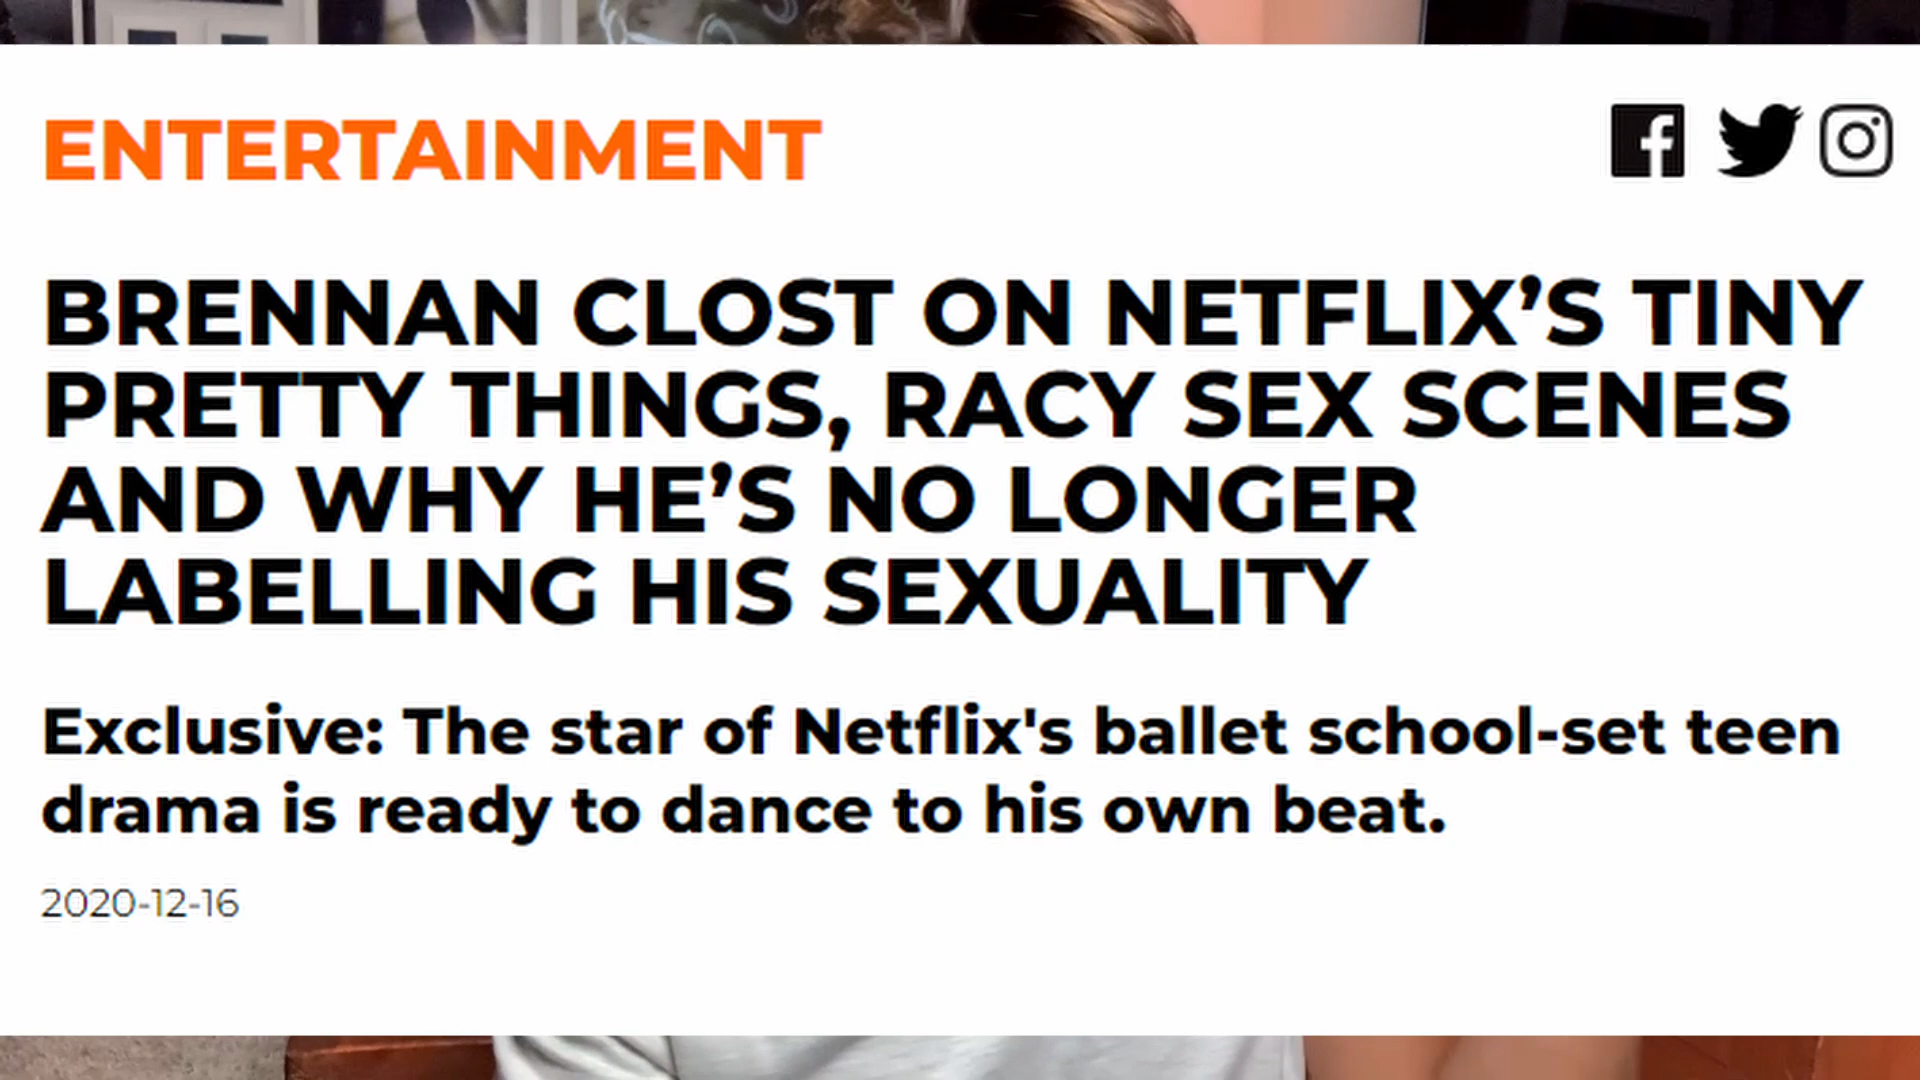 ENTERTAINMENT
BRENNAN CLOST ON NETFLIX’S TINY
PRETTY THINGS, RACY SEX SCENES
AND WHY HE’S NO LONGER
LABELLING HIS SEXUALITY
Exclusive: The star of Netflix's ballet school-set teen
drama is ready to dance to his own beat.
2020-12-16